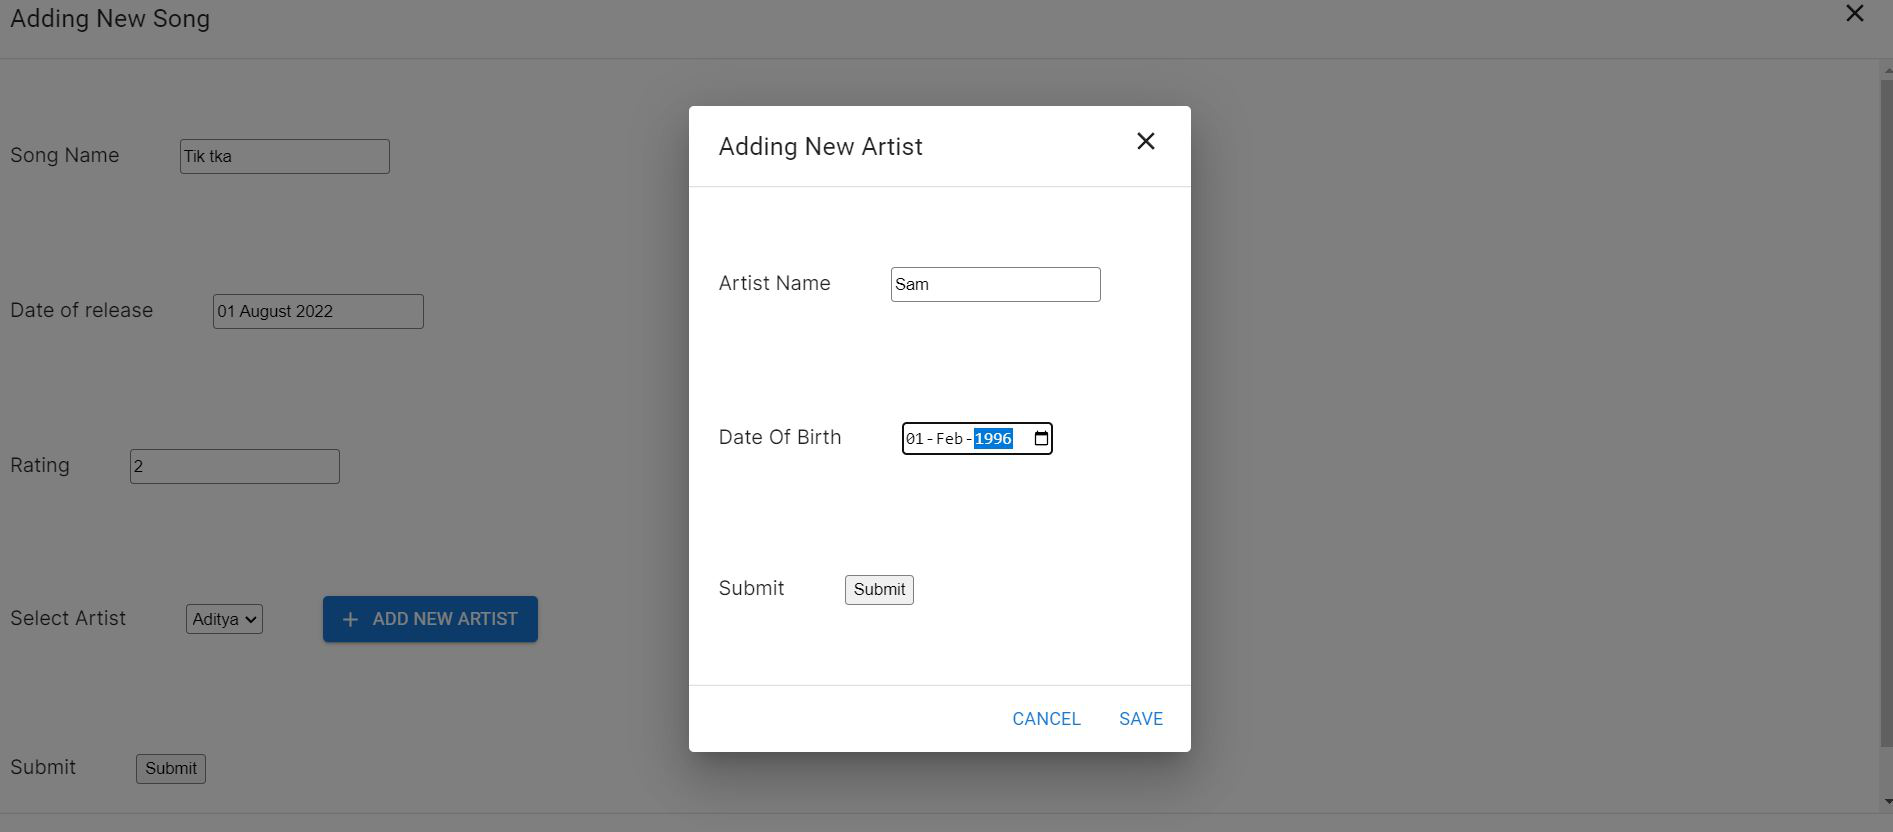 Adding New Song
Song Name Tik tka
Date of release 01 August 2022
Rating 2
Select Artist Aditya ADD NEW ARTIST
Submit Submit
Adding New Artist
Artist Name Sam
Date Of Birth 01-Feb-1996
Submit Submit
CANCEL SAVE